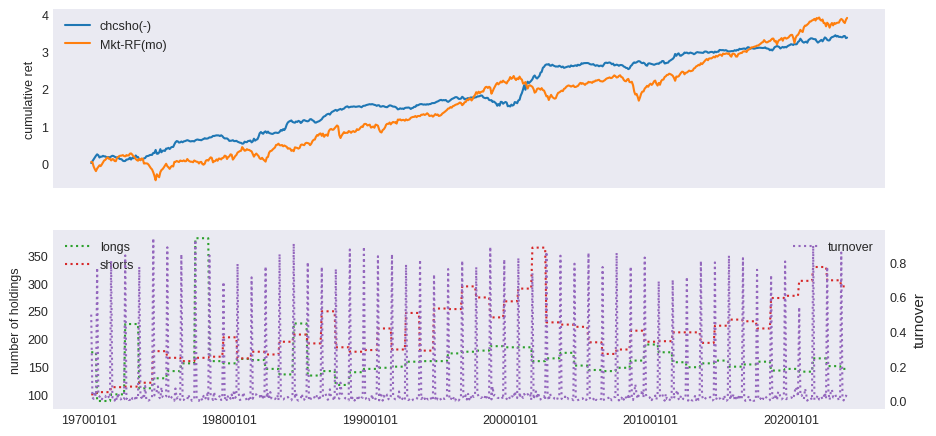 4
3
2
1
0
cumulative ret
chcsho(-)
Mkt-RF(mo)
350
300
250
200
150
100
number of holdings
longs
shorts
turnover
0.8
0.6
0.4
0.2
0.0
turnover
19700101 19800101 19900101 20000101 20100101 20200101